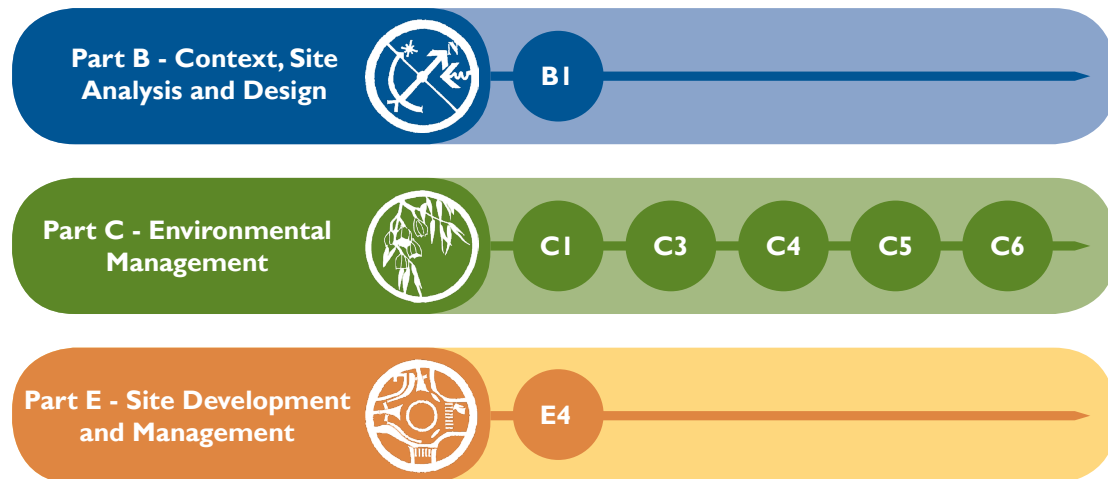 Part B - Context, Site
Analysis and Design
N
B1
Part C - Environmental
Management
C1 C3 C4 C5 C6
Part E - Site Development
and Management
E4